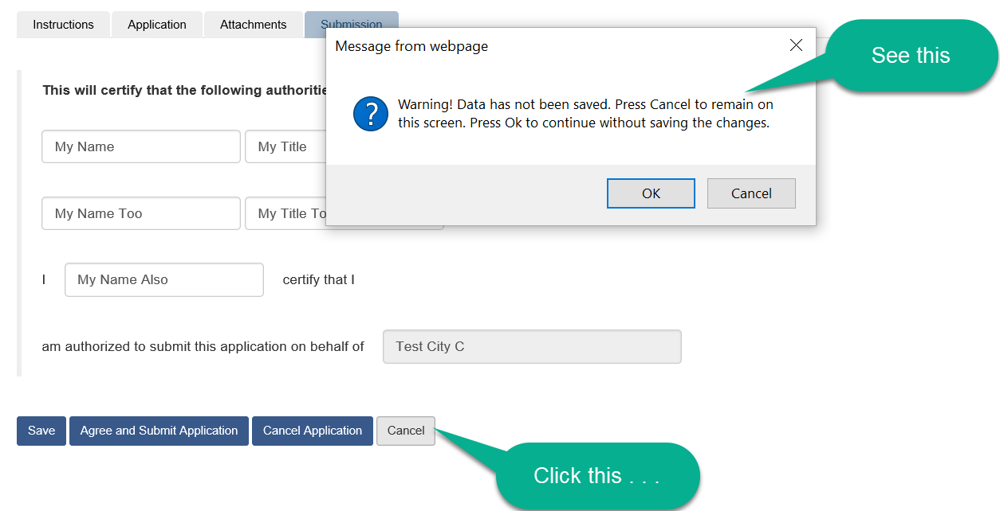 Instructions
Application
Attachments
Submission
Message from webpage
See this
This will certify that the following authoritie
Warning! Data has not been saved. Press Cancel to remain on
this screen. Press Ok to continue without saving the changes.
My Name
My Title
OK
Cancel
My Name Too
My Title To
I
My Name Also
certify that I
am authorized to submit this application on behalf of
Test City C
Save
Agree and Submit Application
Cancel Application
Cancel
Click this . . .